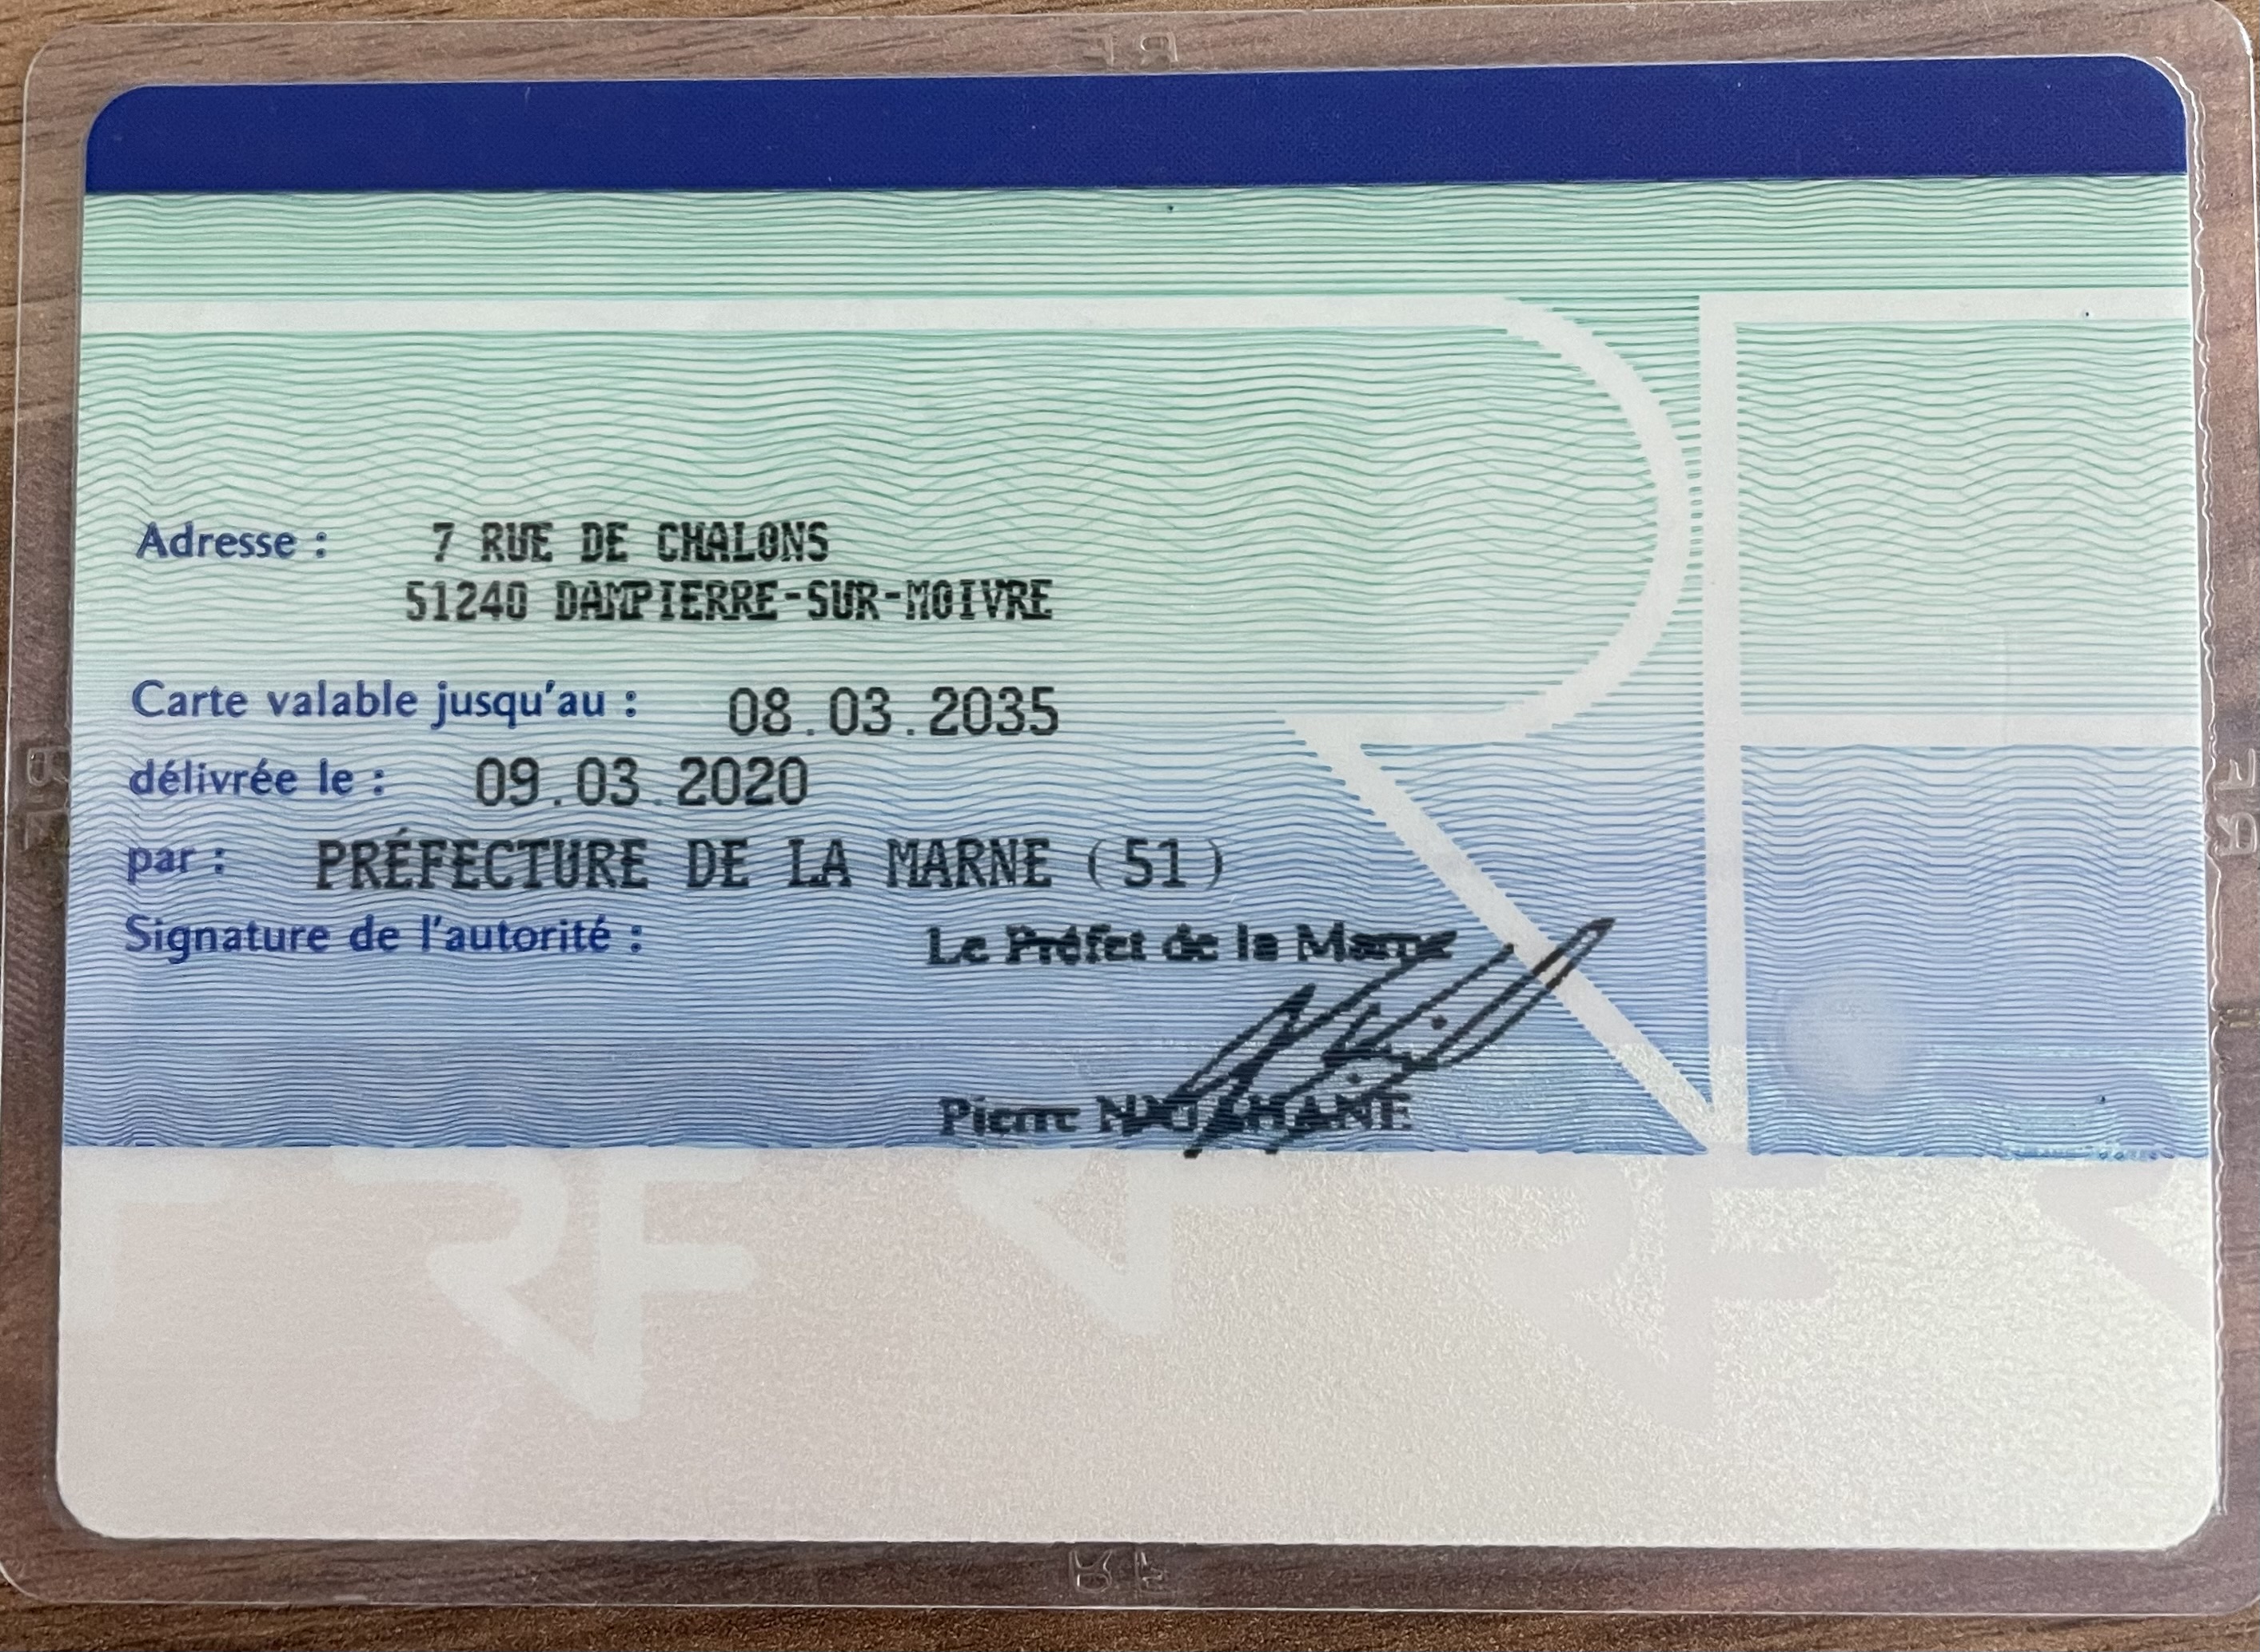 Adresse : 7 RUE DE CHALONS
51240 DAMPIERRE-SUR-MOIVRE
Carte valable jusqu'au : 08.03.2035
délivrée le : 09.03.2020
par : PRÉFECTURE DE LA MARNE (51)
Signature de l'autorité : Le Préfet de la Marne
Pierre
RF